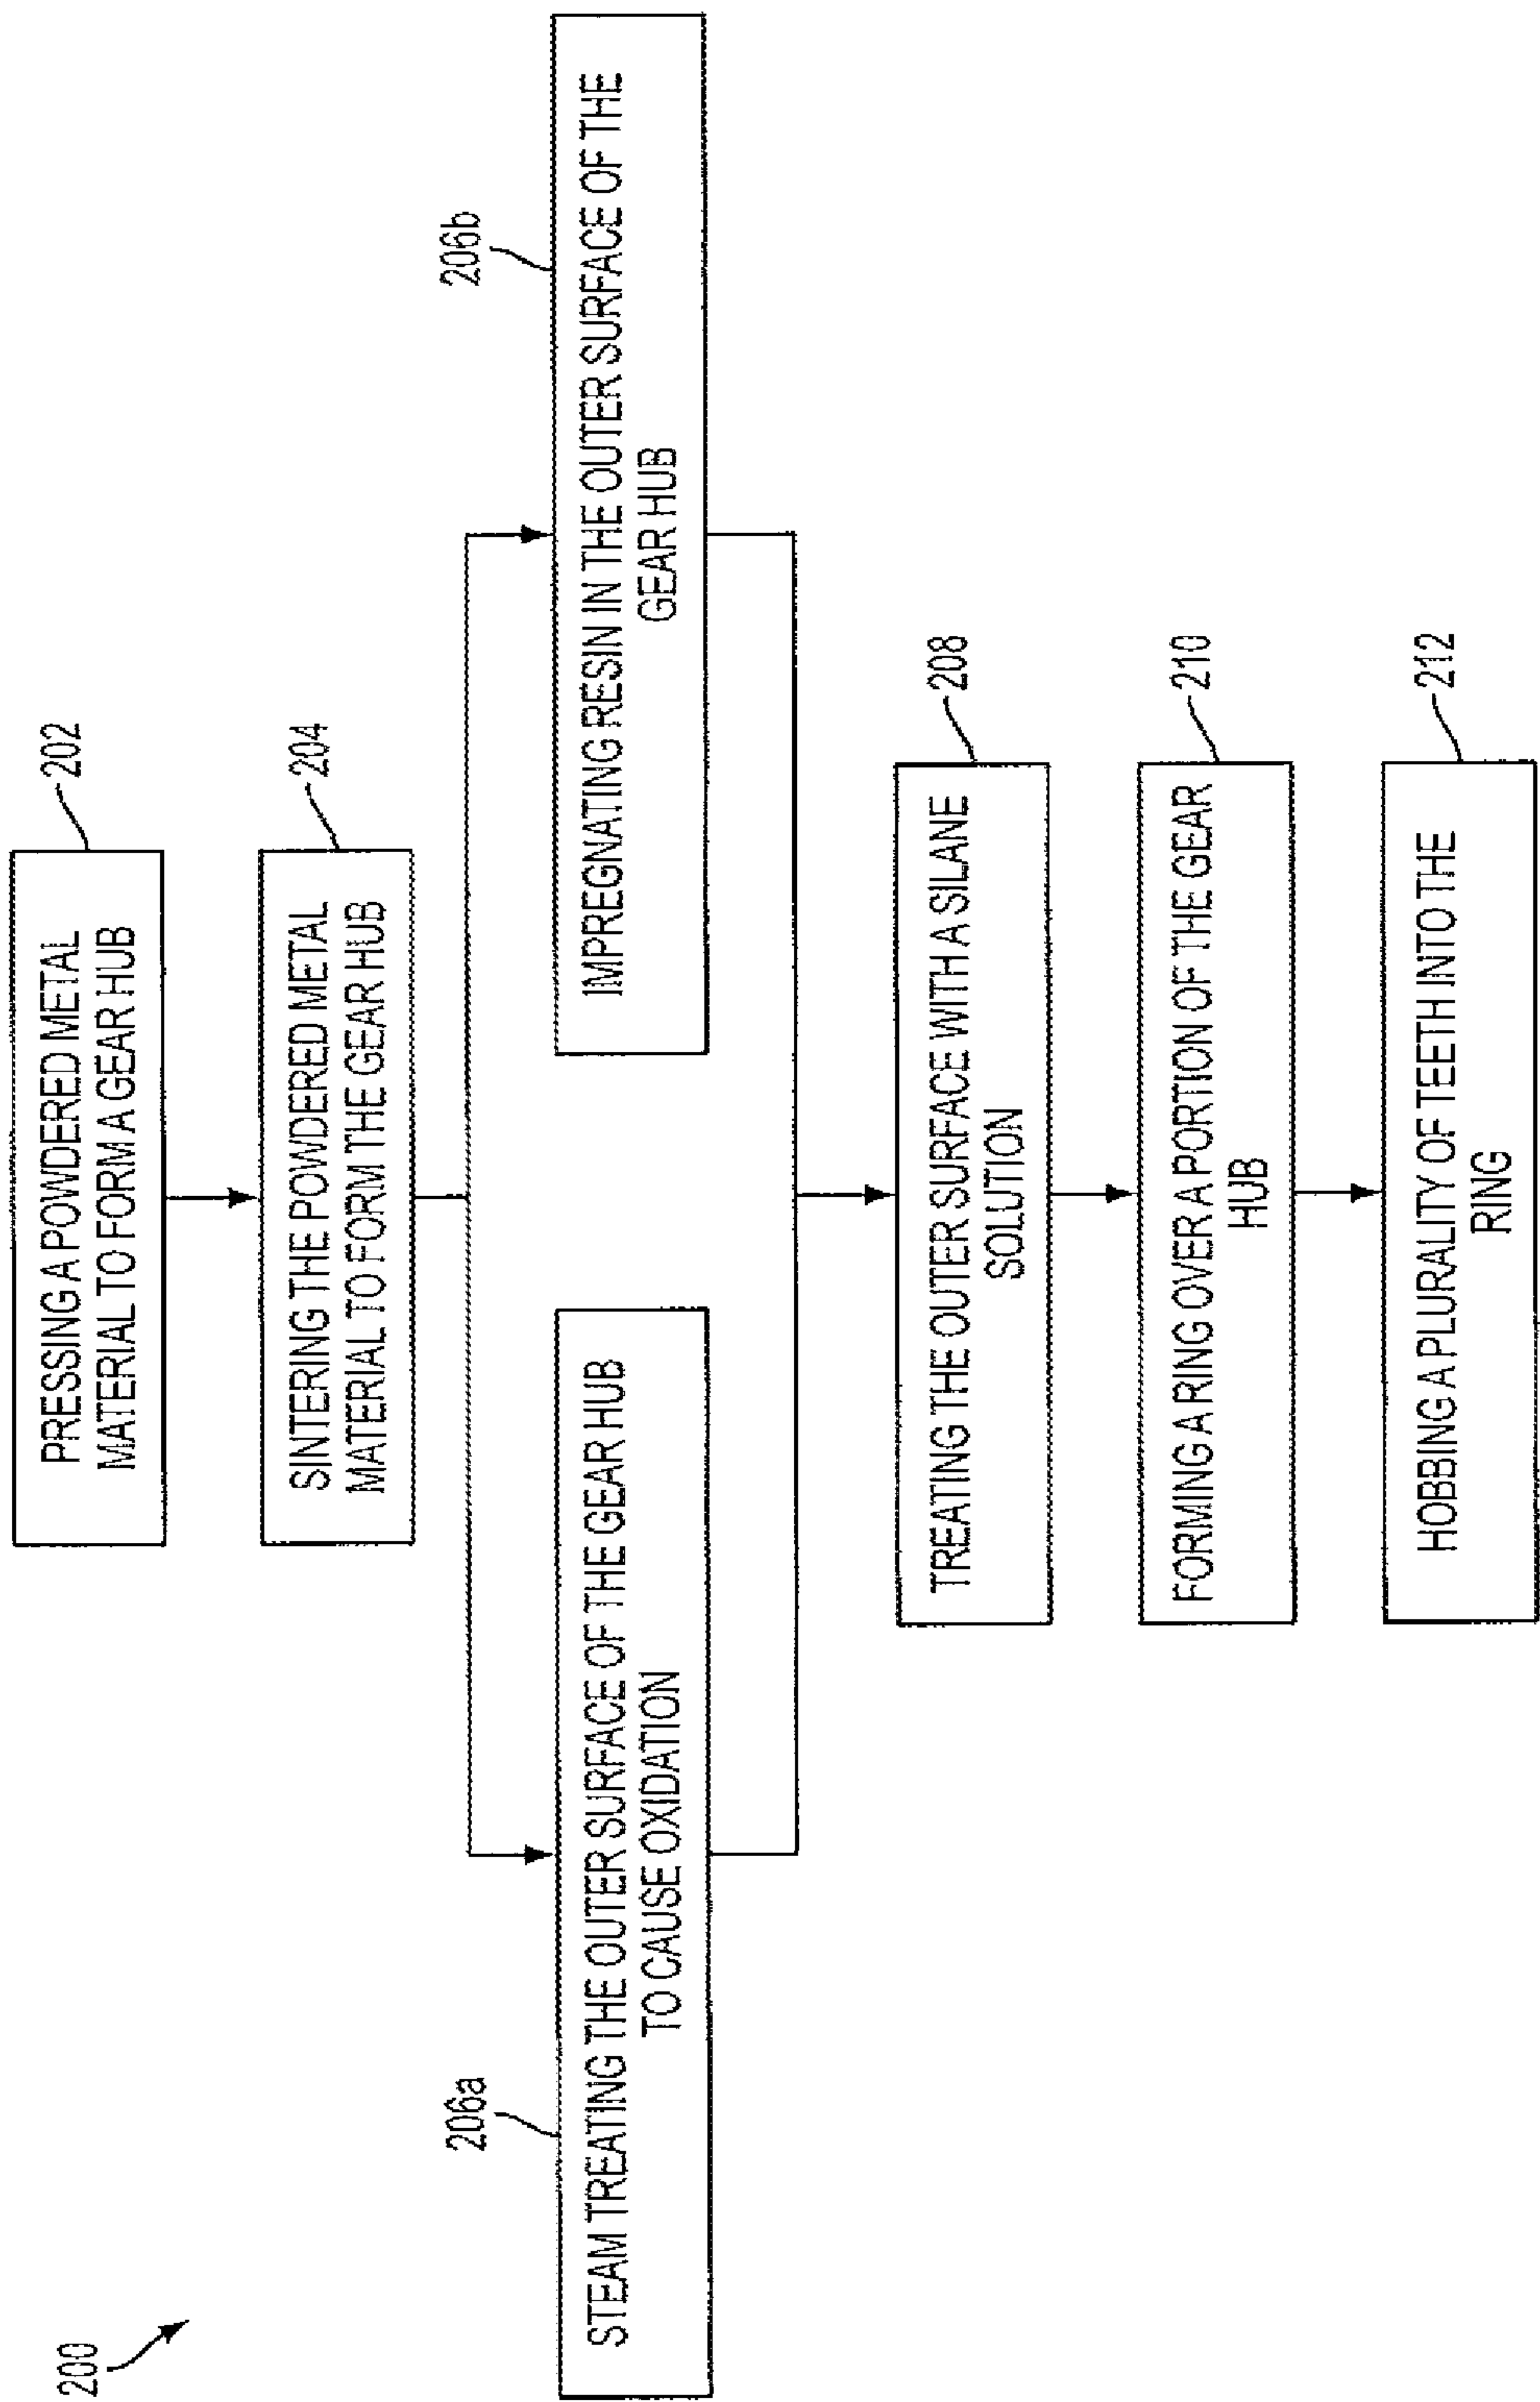 200
PRESSING A POWDERED METAL
MATERIAL TO FORM A GEAR HUB
202
SINTERING THE POWDERED METAL
MATERIAL TO FORM THE GEAR HUB
204
206a
STEAM TREATING THE OUTER SURFACE OF THE GEAR HUB
TO CAUSE OXIDATION
206b
IMPREGNATING RESIN IN THE OUTER SURFACE OF THE
GEAR HUB
TREATING THE OUTER SURFACE WITH A SILANE
SOLUTION
208
FORMING A RING OVER A PORTION OF THE GEAR
HUB
210
HOBBING A PLURALITY OF TEETH INTO THE
RING
212